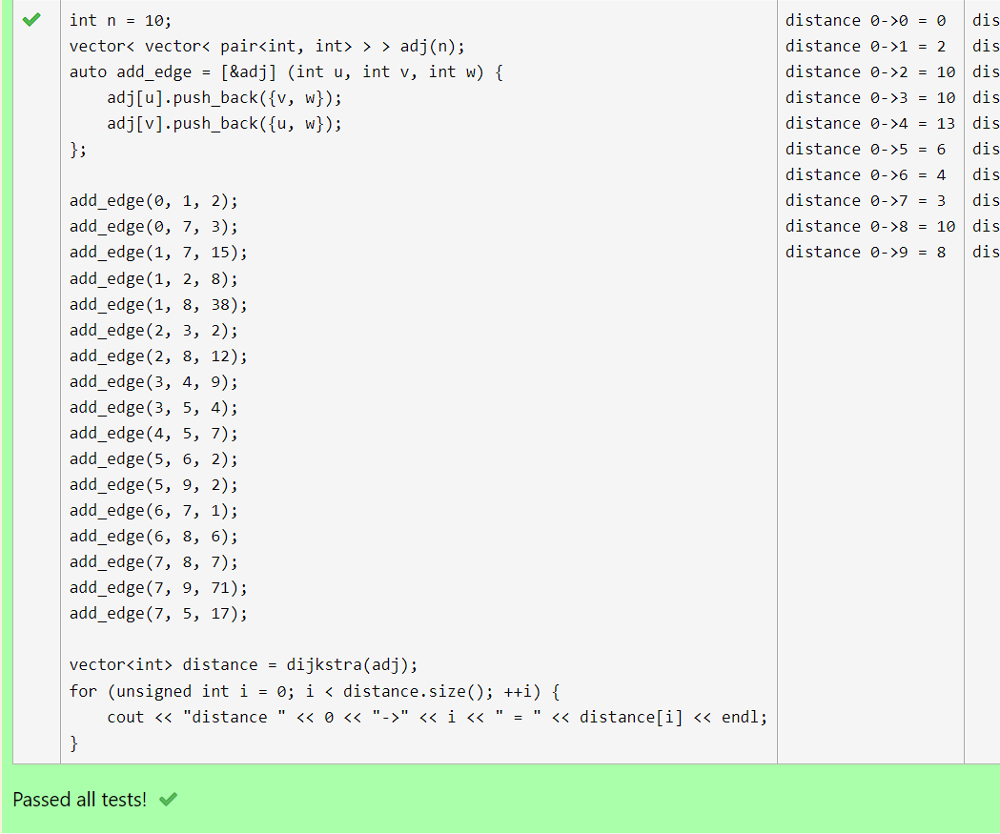 int n = 10;
vector< vector< pair<int, int> > > adj(n);
auto add_edge = [&adj] (int u, int v, int w) {
    adj[u].push_back({v, w});
    adj[v].push_back({u, w});
};

add_edge(0, 1, 2);
add_edge(0, 7, 3);
add_edge(1, 7, 15);
add_edge(1, 2, 8);
add_edge(1, 8, 38);
add_edge(2, 3, 2);
add_edge(2, 8, 12);
add_edge(3, 4, 9);
add_edge(3, 5, 4);
add_edge(4, 5, 7);
add_edge(5, 6, 2);
add_edge(5, 9, 2);
add_edge(6, 7, 1);
add_edge(6, 8, 6);
add_edge(7, 8, 7);
add_edge(7, 9, 71);
add_edge(7, 5, 17);

vector<int> distance = dijkstra(adj);
for (unsigned int i = 0; i < distance.size(); ++i) {
    cout << "distance " << 0 << "->" << i << " = " << distance[i] << endl;
}
distance 0->0 = 0
distance 0->1 = 2
distance 0->2 = 10
distance 0->3 = 10
distance 0->4 = 13
distance 0->5 = 6
distance 0->6 = 4
distance 0->7 = 3
distance 0->8 = 10
distance 0->9 = 8
dis
dis
dis
dis
dis
dis
dis
dis
dis
dis
Passed all tests!